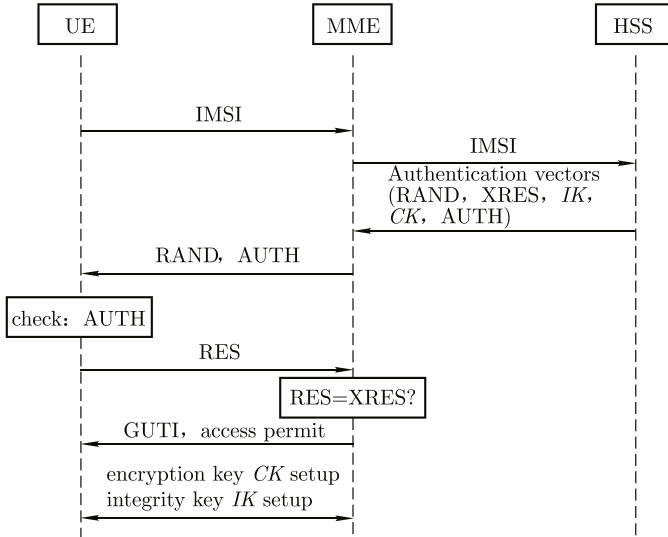 UE
MME
HSS
IMSI
IMSI
Authentication vectors
(RAND，XRES，IK，
CK，AUTH)
RAND，AUTH
check：AUTH
RES
RES=XRES?
GUTI，access permit
encryption key CK setup
integrity key IK setup